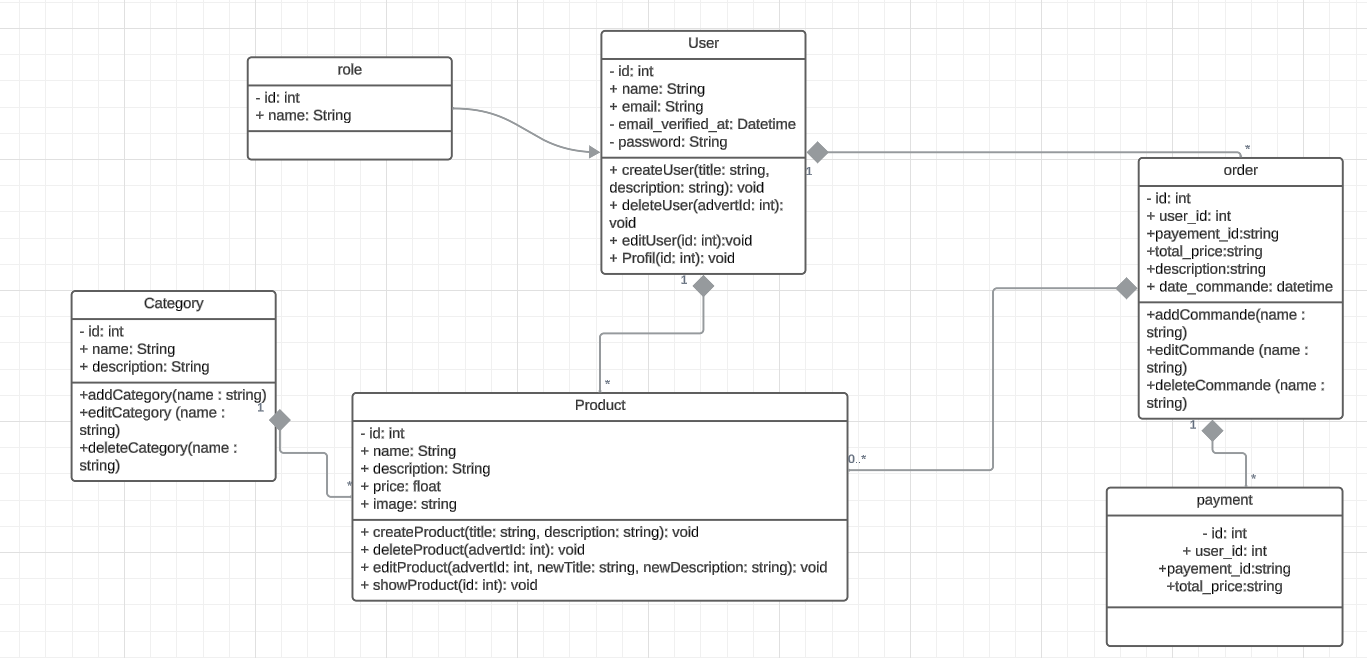 role
- id: int
+ name: String
User
- id: int
+ name: String
+ email: String
- email_verified_at: Datetime
- password: String
+ createUser(title: string,
description: string): void
+ deleteUser(advertId: int):
void
+ editUser(id: int):void
+ Profil(id: int): void
1
*
1
*
order
- id: int
+ user_id: int
+payement_id:string
+total_price:string
+description:string
+ date_commande: datetime
+addCommande(name :
string)
+editCommande (name :
string)
+deleteCommande (name :
string)
1
*
Category
- id: int
+ name: String
+ description: String
+addCategory(name : string)
+editCategory (name :
string)
+deleteCategory(name :
string)
1
*
Product
- id: int
+ name: String
+ description: String
+ price: float
+ image: string
+ createProduct(title: string, description: string): void
+ deleteProduct(advertId: int): void
+ editProduct(advertId: int, newTitle: string, newDescription: string): void
+ showProduct(id: int): void
0..*
payment
- id: int
+ user_id: int
+payement_id:string
+total_price:string